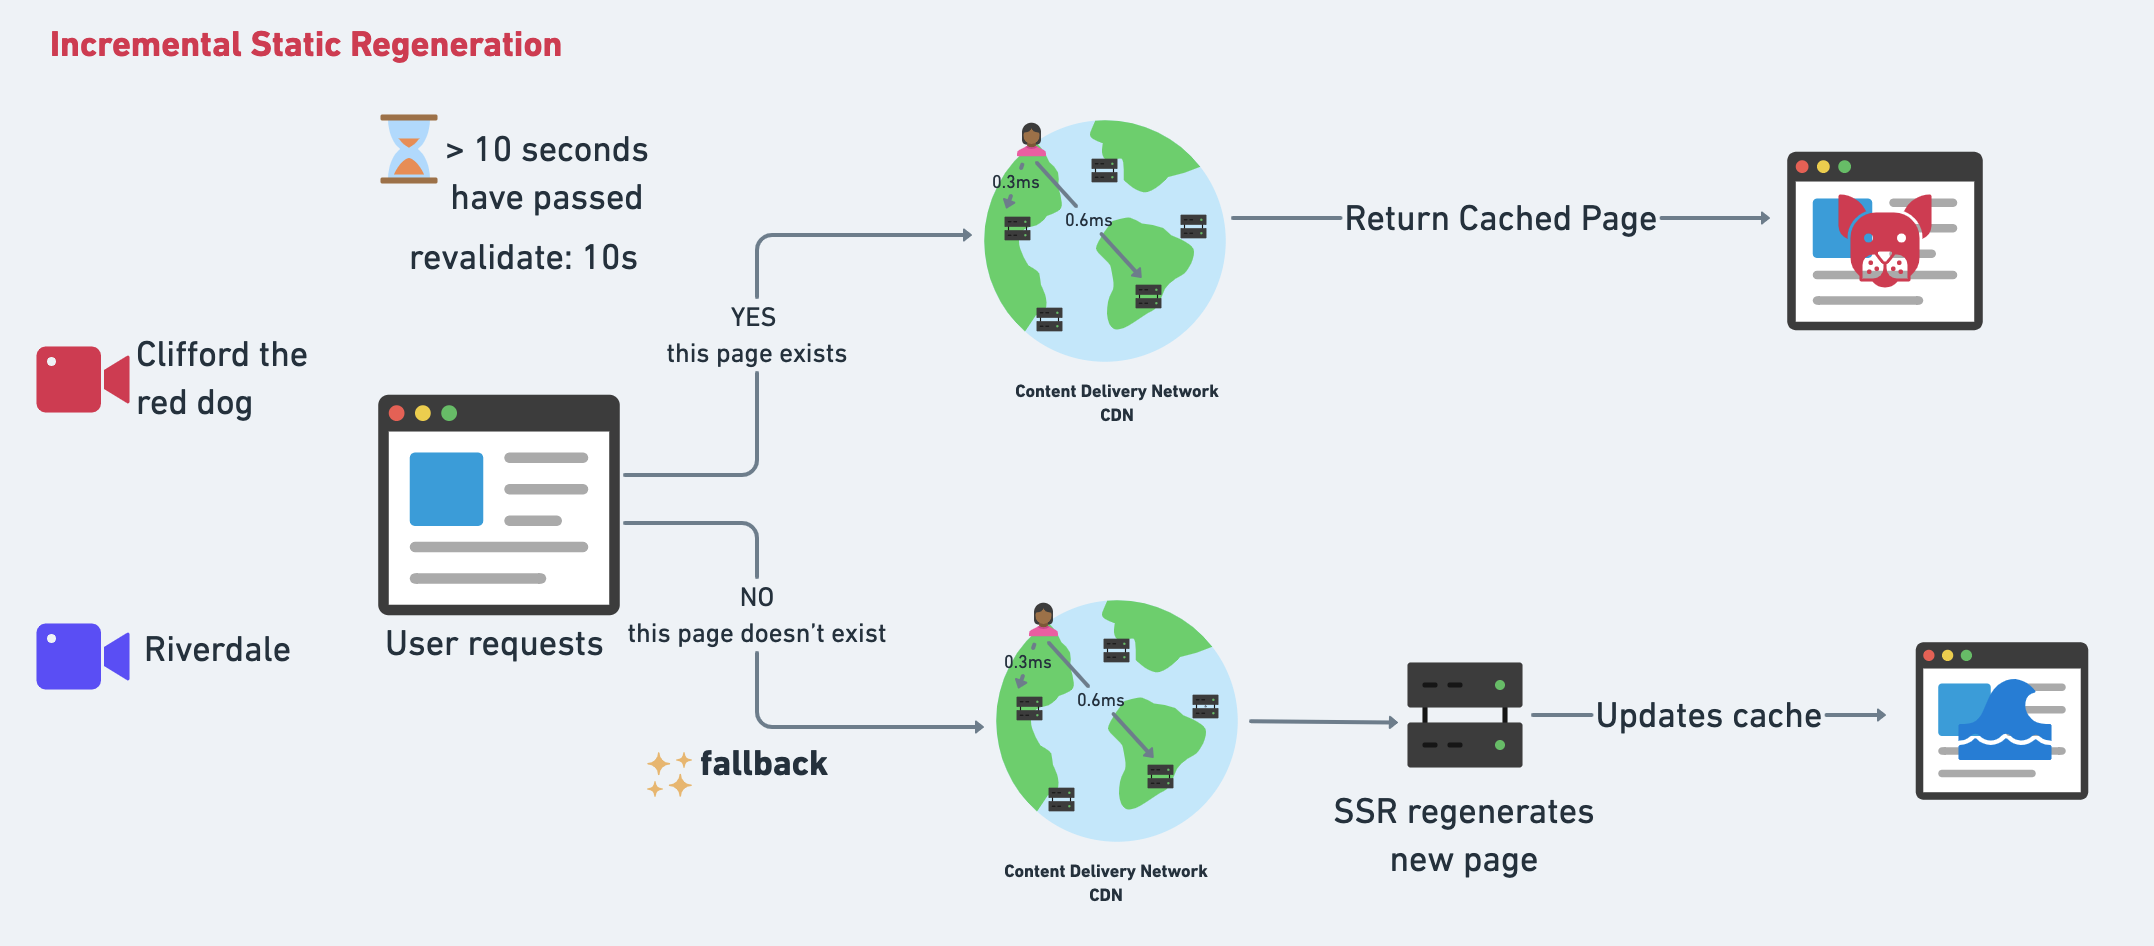 Incremental Static Regeneration
> 10 seconds
have passed
revalidate: 10s
Clifford the
red dog
Riverdale
User requests
YES
this page exists
NO
this page doesn't exist
fallback
0.3ms
0.6ms
Content Delivery Network
CDN
Return Cached Page
0.3ms
0.6ms
Content Delivery Network
CDN
SSR regenerates
new page
Updates cache